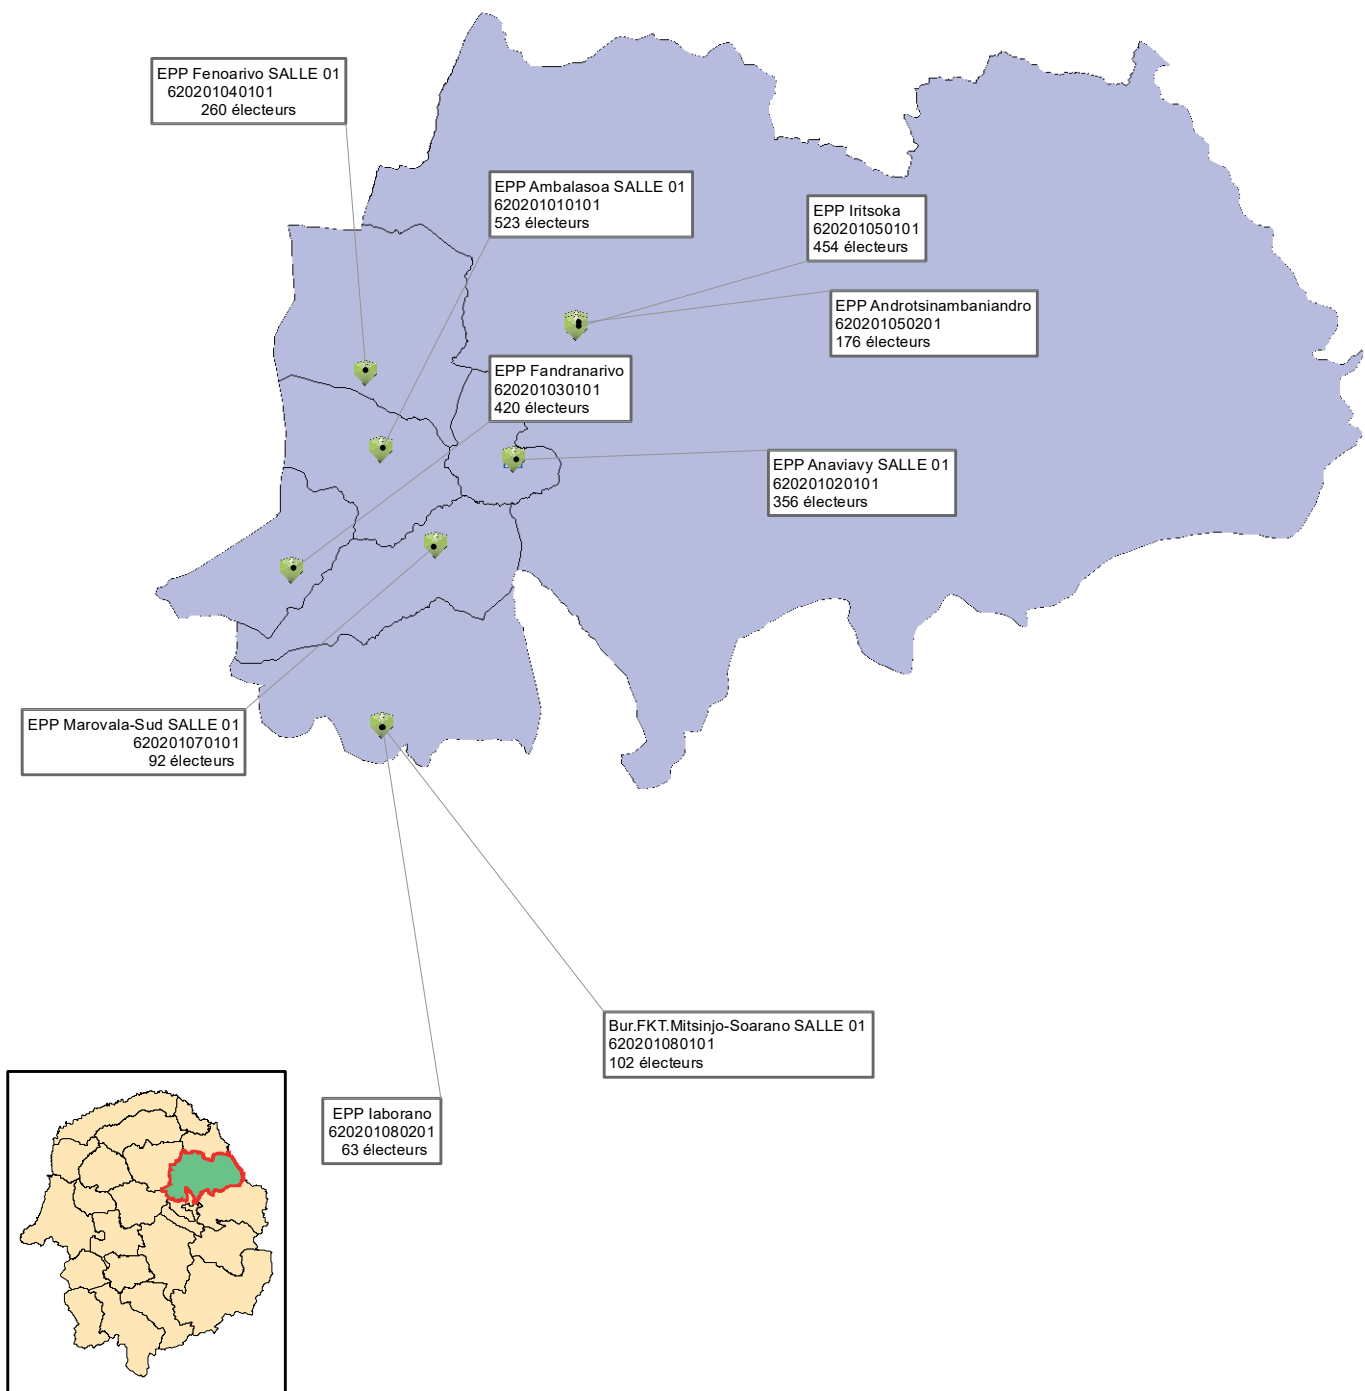 EPP Fenoarivo SALLE 01
620201040101
260 électeurs
EPP Ambalasoa SALLE 01
620201010101
523 électeurs
EPP Iritsoka
620201050101
454 électeurs
EPP Androtsinambaniandro
620201050201
176 électeurs
EPP Fandranarivo
620201030101
420 électeurs
EPP Anaviavy SALLE 01
620201020101
356 électeurs
EPP Marovala-Sud SALLE 01
620201070101
92 électeurs
Bur.FKT.Mitsinjo-Soarano SALLE 01
620201080101
102 électeurs
EPP Iaborano
620201080201
63 électeurs